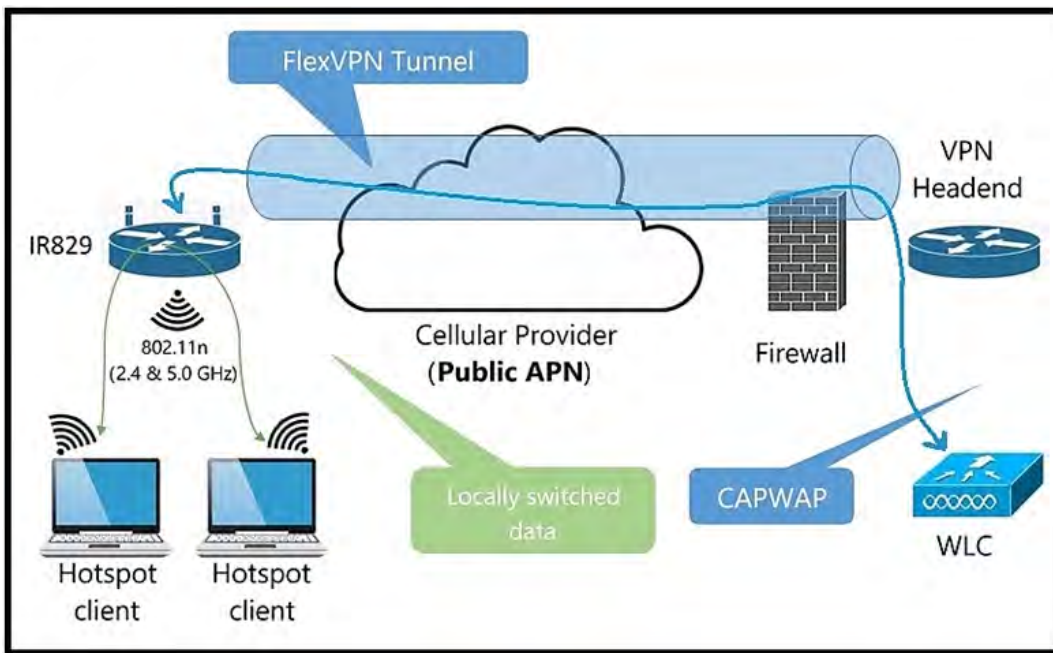 FlexVPN Tunnel
VPN
Headend
IR829
802.11n
(2.4 & 5.0 GHz)
Cellular Provider
(Public APN)
Firewall
Locally switched
data
CAPWAP
WLC
Hotspot
client
Hotspot
client